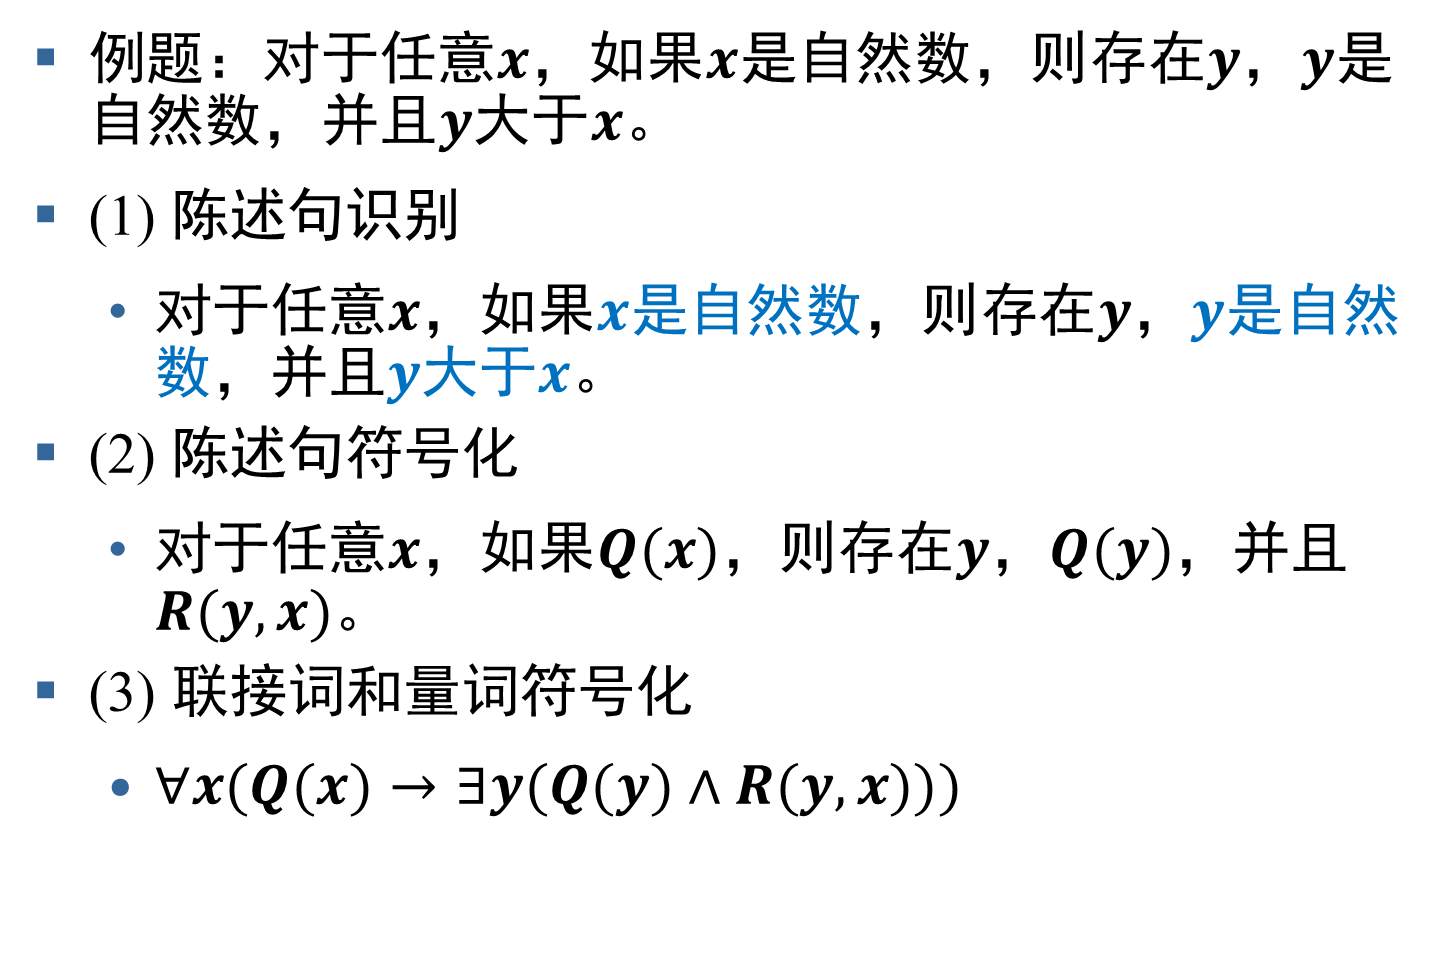 ▪ 例题：对于任意x，如果x是自然数，则存在y，y是
自然数，并且y大于x。
▪ (1) 陈述句识别
• 对于任意x，如果x是自然数，则存在y，y是自然
数，并且y大于x。
▪ (2) 陈述句符号化
• 对于任意x，如果Q(x)，则存在y，Q(y)，并且
R(y,x)。
▪ (3) 联接词和量词符号化
• ∀x(Q(x) → ∃y(Q(y) ∧ R(y,x)))